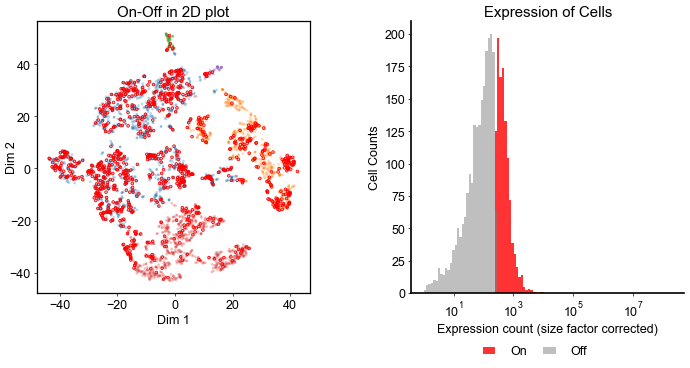 On-Off in 2D plot
Dim 2
40
20
0
−20
−40
−40 −20 0 20 40
Dim 1
Expression of Cells
Cell Counts
200
175
150
125
100
75
50
25
0
10^1 10^3 10^5 10^7
Expression count (size factor corrected)
On Off